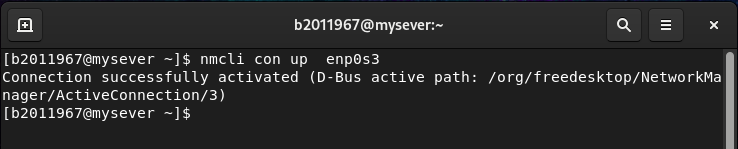 b2011967@mysever:~
[b2011967@mysever ~]$ nmcli con up  enp0s3
Connection successfully activated (D-Bus active path: /org/freedesktop/NetworkMa
nager/ActiveConnection/3)
[b2011967@mysever ~]$